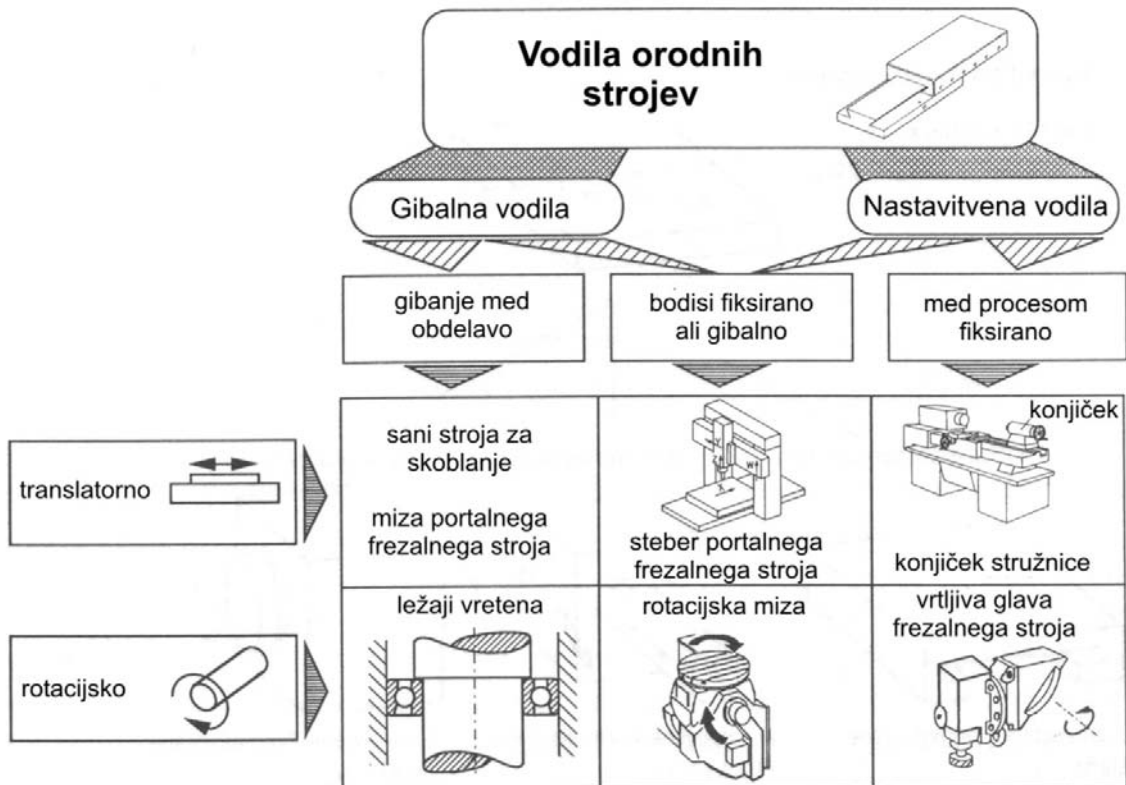 Vodila orodnih
strojev
Gibalna vodila
Nastavitvena vodila
gibanje med
obdelavo
bodisi fiksirano
ali gibalno
med procesom
fiksirano
translatorno
sani stroja za
skoblanje
miza portalnega
frezalnega stroja
steber portalnega
frezalnega stroja
konjiček
konjiček stružnice
rotacijsko
ležaji vretena
rotacijska miza
vrtljiva glava
frezalnega stroja